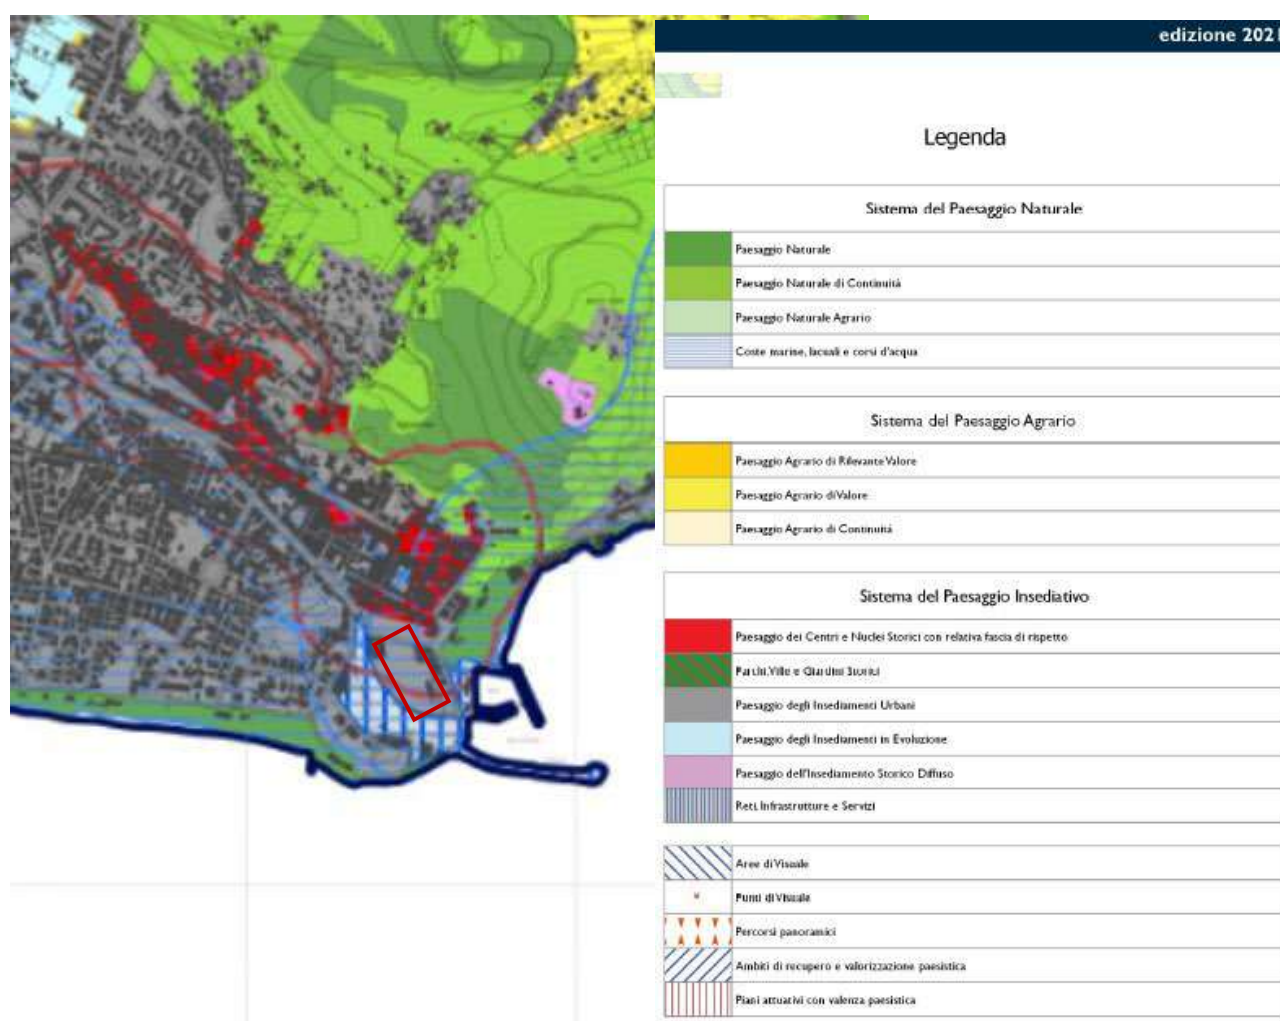 edizione 2021
Legenda
Sistema del Paesaggio Naturale
Paesaggio Naturale
Paesaggio Naturale di Continuità
Paesaggio Naturale Agrario
Coste marine, lacuali e corsi d'acqua
Sistema del Paesaggio Agrario
Paesaggio Agrario di Rilevante Valore
Paesaggio Agrario di Valore
Paesaggio Agrario di Continuità
Sistema del Paesaggio Insediativo
Paesaggio dei Centri e Nuclei Storici con relativa fascia di rispetto
Parchi, Ville e Giardini Storici
Paesaggio degli Insediamenti Urbani
Paesaggio degli Insediamenti in Evoluzione
Paesaggio dell'Insediamento Storico Diffuso
Reti, Infrastrutture e Servizi
Aree di Visuale
Punti di Visuale
Percorsi panoramici
Ambiti di recupero e valorizzazione paesistica
Piani attuativi con valenza paesistica